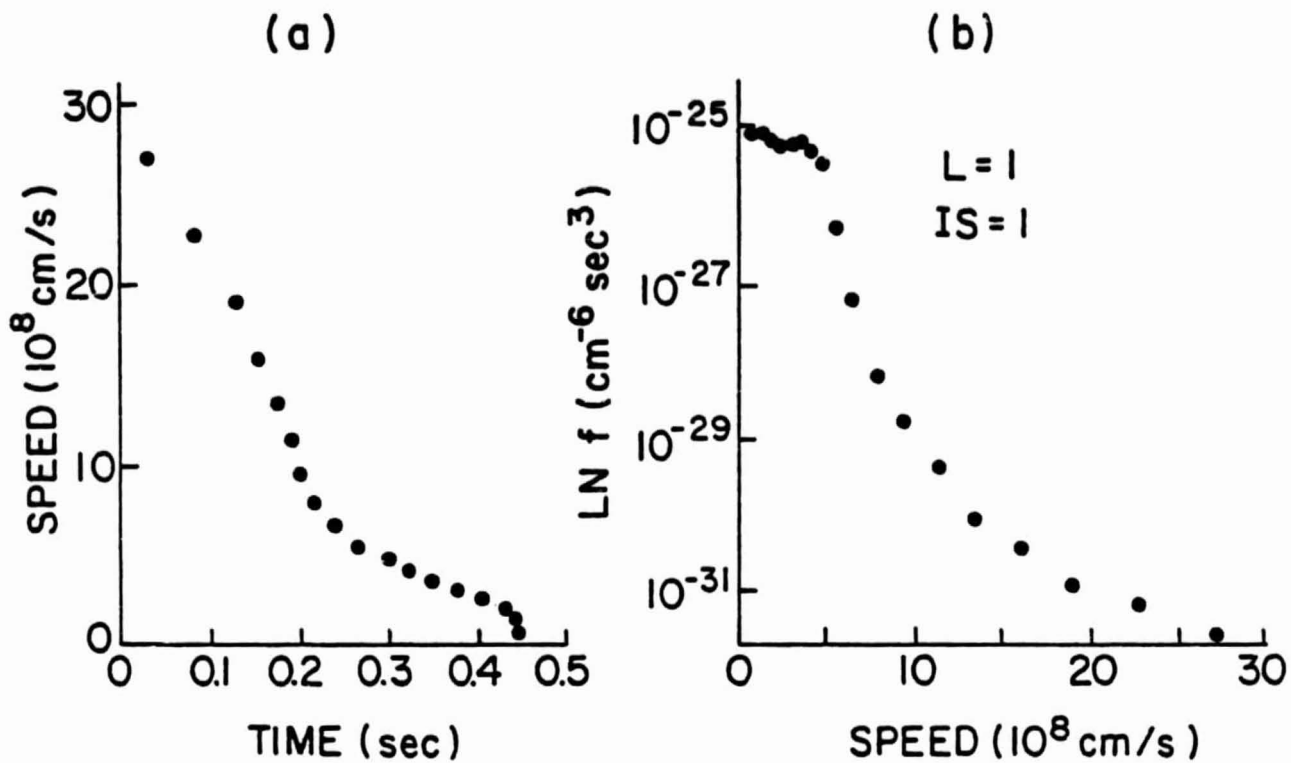 (a)
SPEED (10⁸ cm/s)
30
20
10
0
0 0.1 0.2 0.3 0.4 0.5
TIME (sec)
(b)
LN f (cm⁻⁶ sec³)
10⁻²⁵
10⁻²⁷
10⁻²⁹
10⁻³¹
L = 1
IS = 1
0 10 20 30
SPEED (10⁸ cm/s)